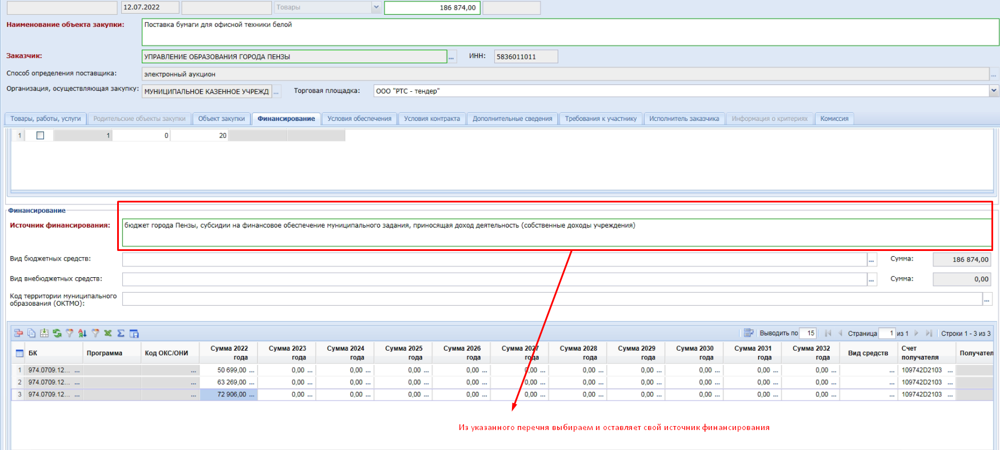 12.07.2022 Товары 186 874,00
Наименование объекта закупки: Поставка бумаги для офисной техники белой
Заказчик: УПРАВЛЕНИЕ ОБРАЗОВАНИЯ ГОРОДА ПЕНЗЫ ... ИНН: 5836011011
Способ определения поставщика: электронный аукцион ...
Организация, осуществляющая закупку: МУНИЦИПАЛЬНОЕ КАЗЕННОЕ УЧРЕЖД ... Торговая площадка: ООО "РТС - тендер"
Товары, работы, услуги Родительские объекты закупки Объект закупки Финансирование Условия обеспечения Условия контракта Дополнительные сведения Требования к участнику Исполнитель заказчика Информация о критериях Комиссия
1 1 0 20
Финансирование
Источник финансирования: бюджет города Пензы, субсидии на финансовое обеспечение муниципального задания, приносящая доход деятельность (собственные доходы учреждения)
Вид бюджетных средств: ... Сумма: 186 874,00
Вид внебюджетных средств: ... Сумма: 0,00
Код территории муниципального
образования (ОКТМО): ...
Выводить по 15 Страница 1 из 1 Строки 1 - 3 из 3
БК Программа Код ОКС/ОНИ Сумма 2022 года Сумма 2023 года Сумма 2024 года Сумма 2025 года Сумма 2026 года Сумма 2027 года Сумма 2028 года Сумма 2029 года Сумма 2030 года Сумма 2031 года Сумма 2032 года Вид средств Счет получателя Получател
1 974.0709.12... ... ... 50 699,00 ... 0,00 ... 0,00 ... 0,00 ... 0,00 ... 0,00 ... 0,00 ... 0,00 ... 0,00 ... 0,00 ... 0,00 ... ... 109742D2103 ...
2 974.0709.12... ... ... 63 269,00 ... 0,00 ... 0,00 ... 0,00 ... 0,00 ... 0,00 ... 0,00 ... 0,00 ... 0,00 ... 0,00 ... 0,00 ... ... 109742D2103 ...
3 974.0709.12... ... ... 72 906,00 ... 0,00 ... 0,00 ... 0,00 ... 0,00 ... 0,00 ... 0,00 ... 0,00 ... 0,00 ... 0,00 ... 0,00 ... ... 109742D2103 ...
Из указанного перечня выбираем и оставляет свой источник финансирования